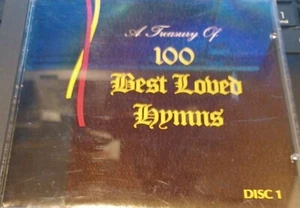 A Treasury Of
100
Best Loved
Hymns
DISC 1